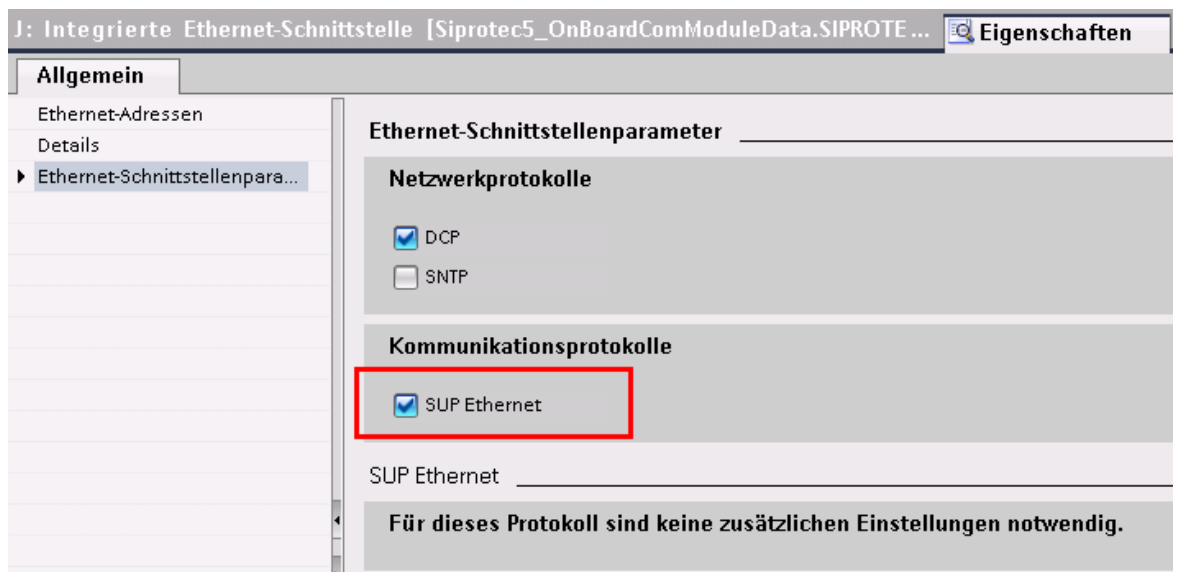 J: Integrierte Ethernet-Schnittstelle [Siprotec5_OnBoardComModuleData.SIPROTE...
Eigenschaften
Allgemein
Ethernet-Adressen
Details
Ethernet-Schnittstellenpara...
Ethernet-Schnittstellenparameter
Netzwerkprotokolle
DCP
SNTP
Kommunikationsprotokolle
SUP Ethernet
SUP Ethernet
Für dieses Protokoll sind keine zusätzlichen Einstellungen notwendig.